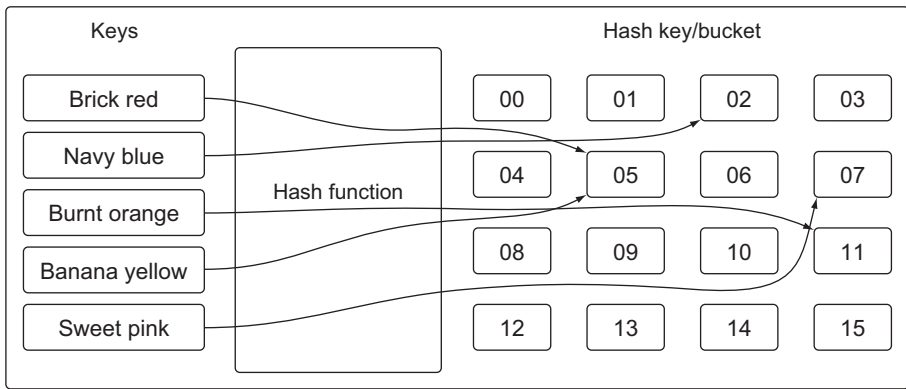 Keys
Hash key/bucket
Brick red
Navy blue
Burnt orange
Banana yellow
Sweet pink
Hash function
00 01 02 03
04 05 06 07
08 09 10 11
12 13 14 15